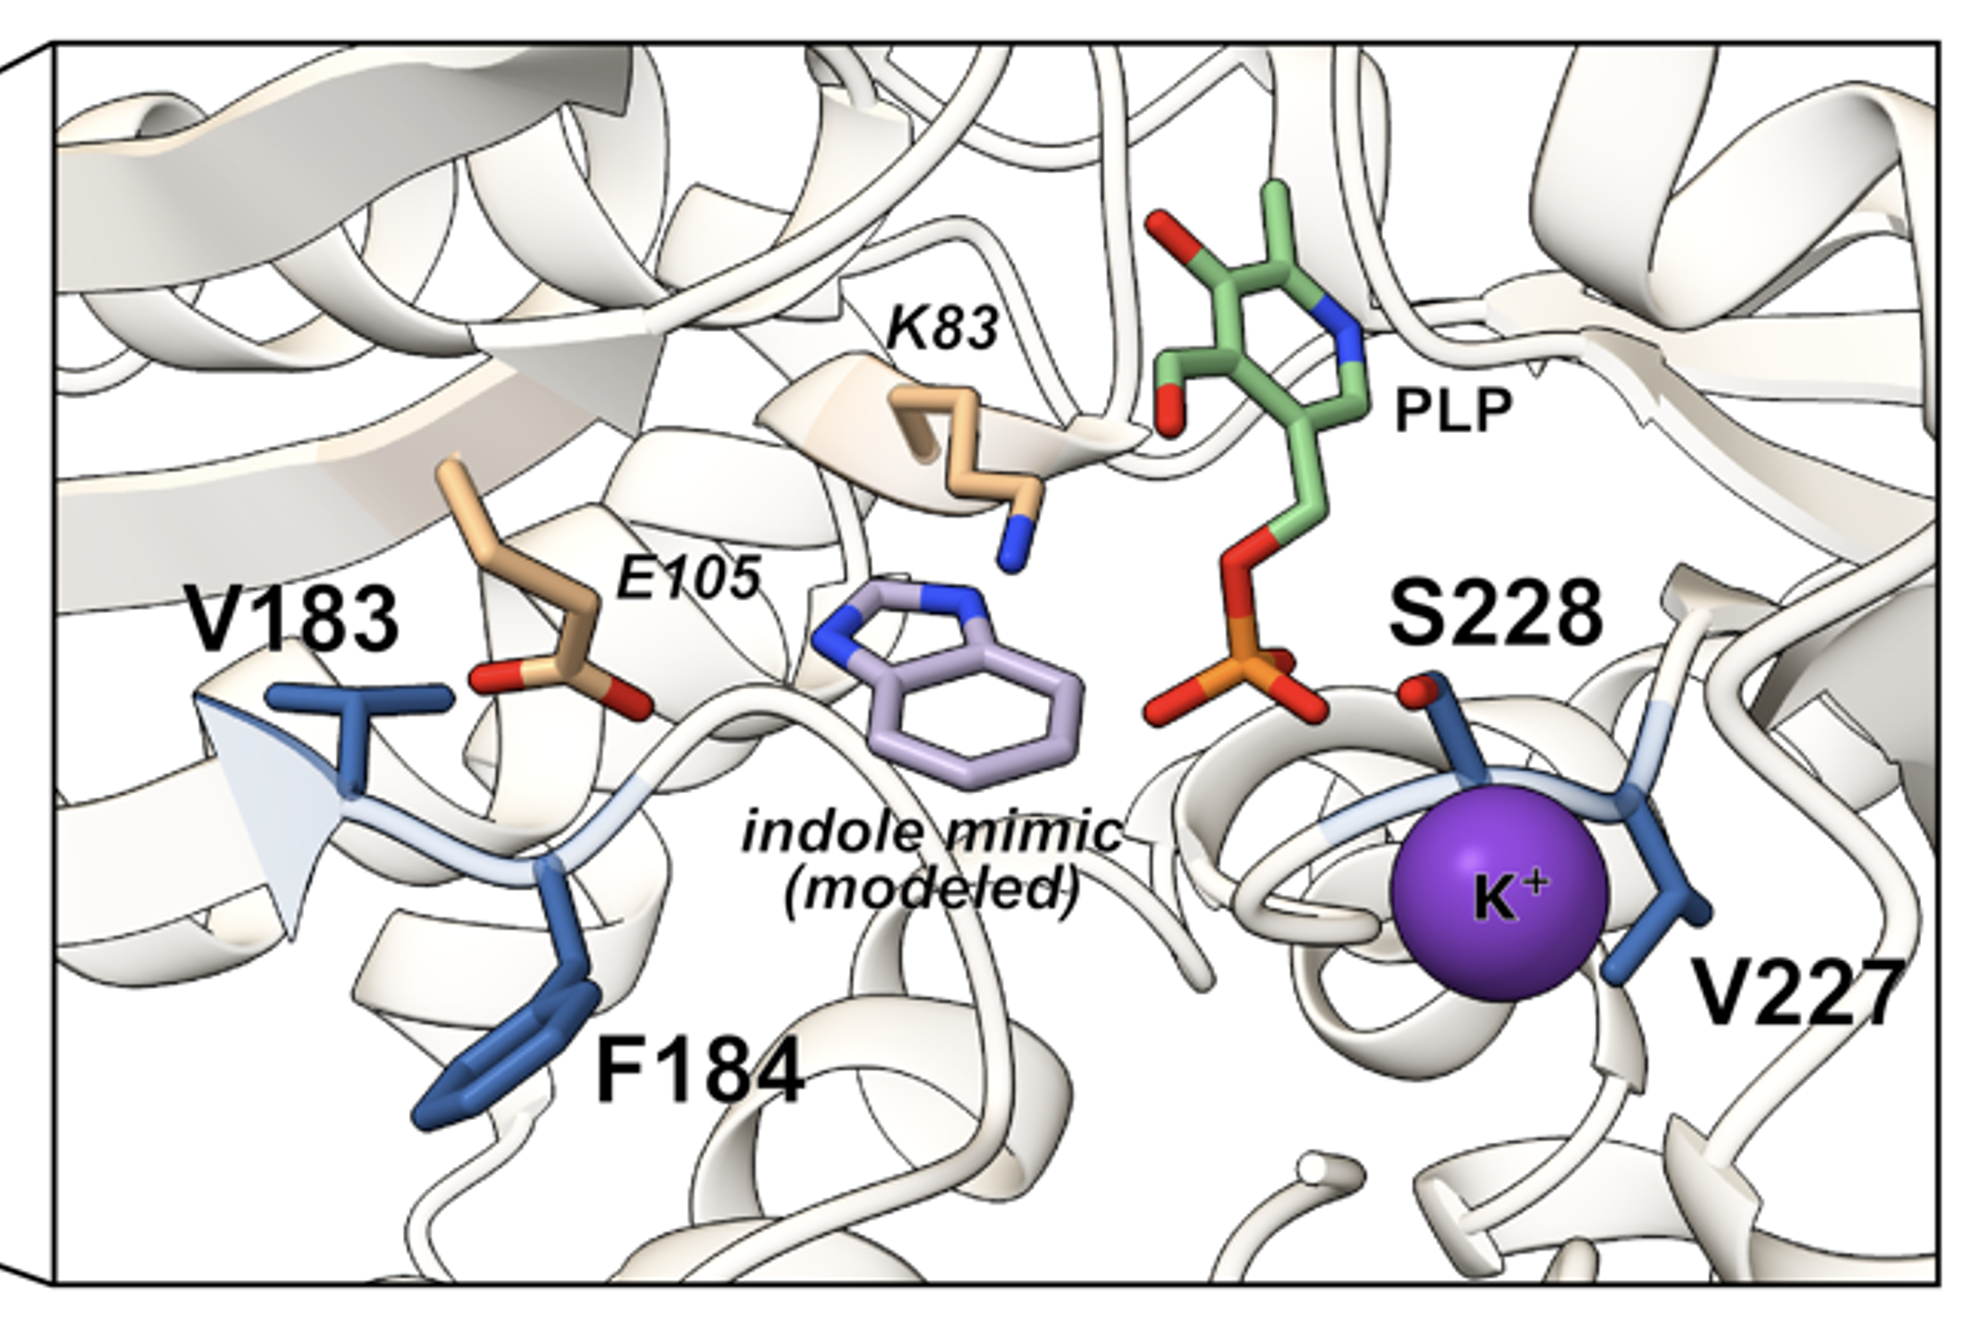 K83
PLP
E105
V183
S228
indole mimic
(modeled)
K⁺
V227
F184